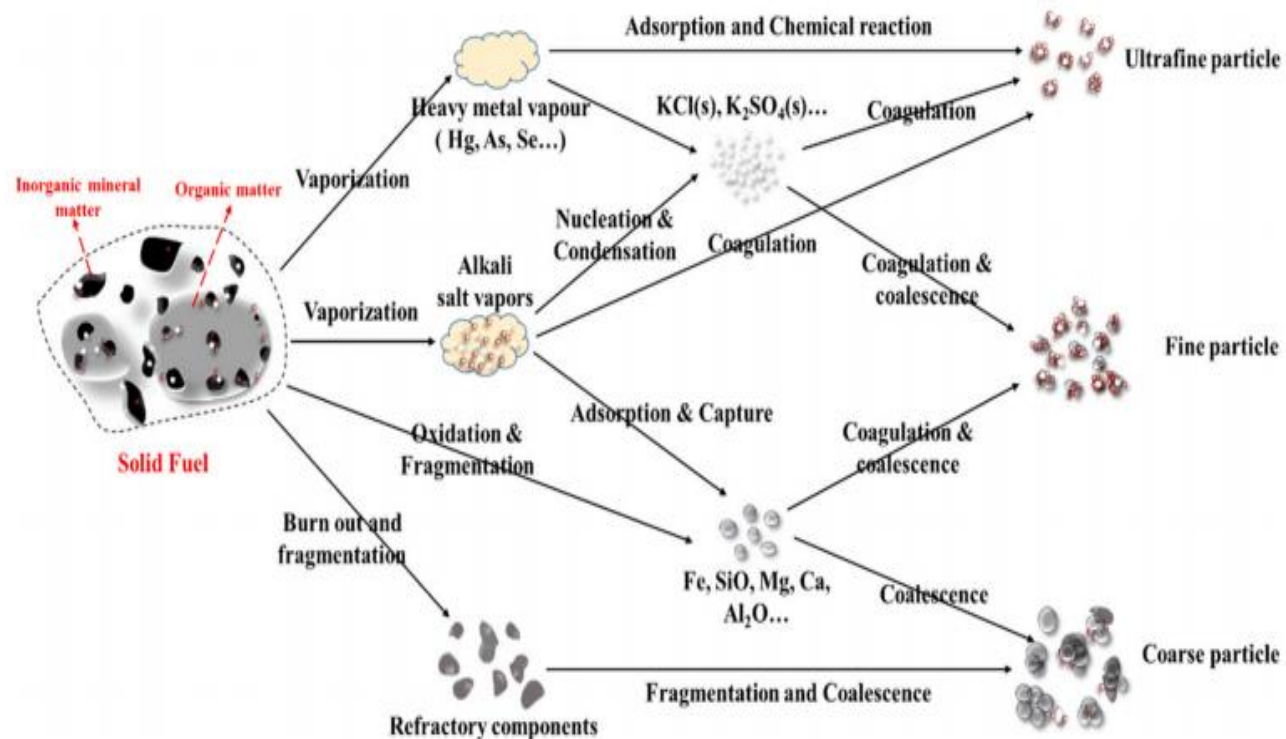 Adsorption and Chemical reaction
Ultrafine particle
Heavy metal vapour
( Hg, As, Se…)
KCl(s), K₂SO₄(s)…
Coagulation
Inorganic mineral
matter
Organic matter
Vaporization
Nucleation &
Condensation
Coagulation
Alkali
salt vapors
Vaporization
Coagulation &
coalescence
Fine particle
Adsorption & Capture
Oxidation &
Fragmentation
Coagulation &
coalescence
Solid Fuel
Burn out and
fragmentation
Fe, SiO, Mg, Ca,
Al₂O…
Coalescence
Coarse particle
Fragmentation and Coalescence
Refractory components